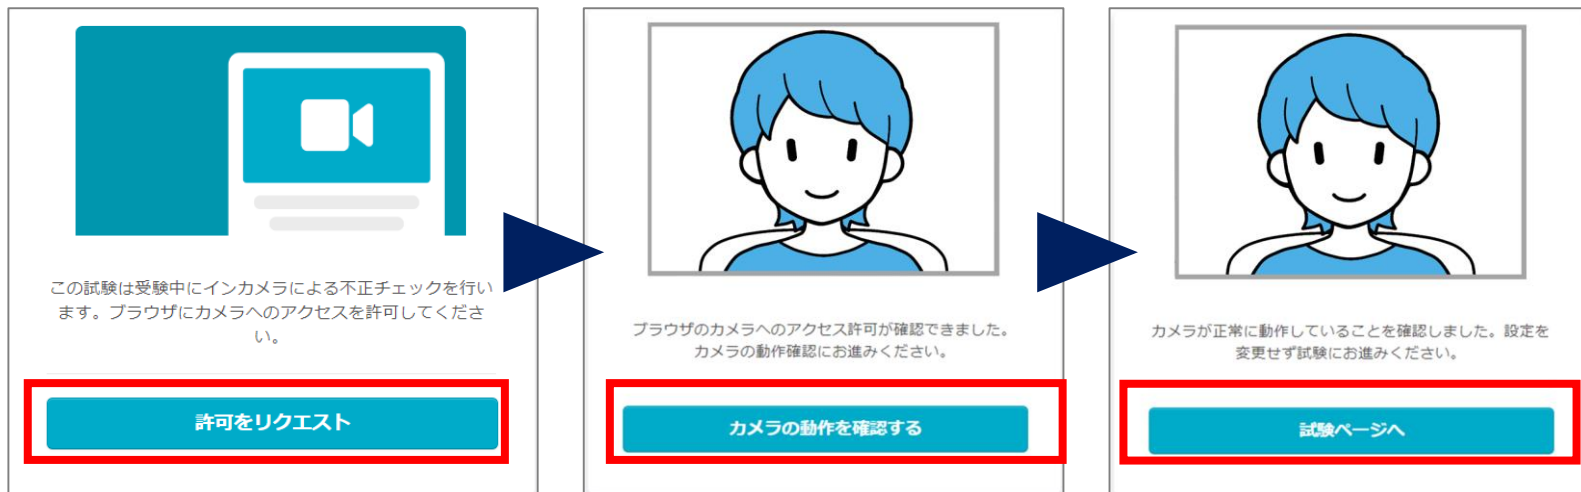 この試験は受験中にインカメラによる不正チェックを行い
ます。ブラウザにカメラへのアクセスを許可してくださ
い。
許可をリクエスト
ブラウザのカメラへのアクセス許可が確認できました。
カメラの動作確認にお進みください。
カメラの動作を確認する
カメラが正常に動作していることを確認しました。設定を
変更せず試験にお進みください。
試験ページへ